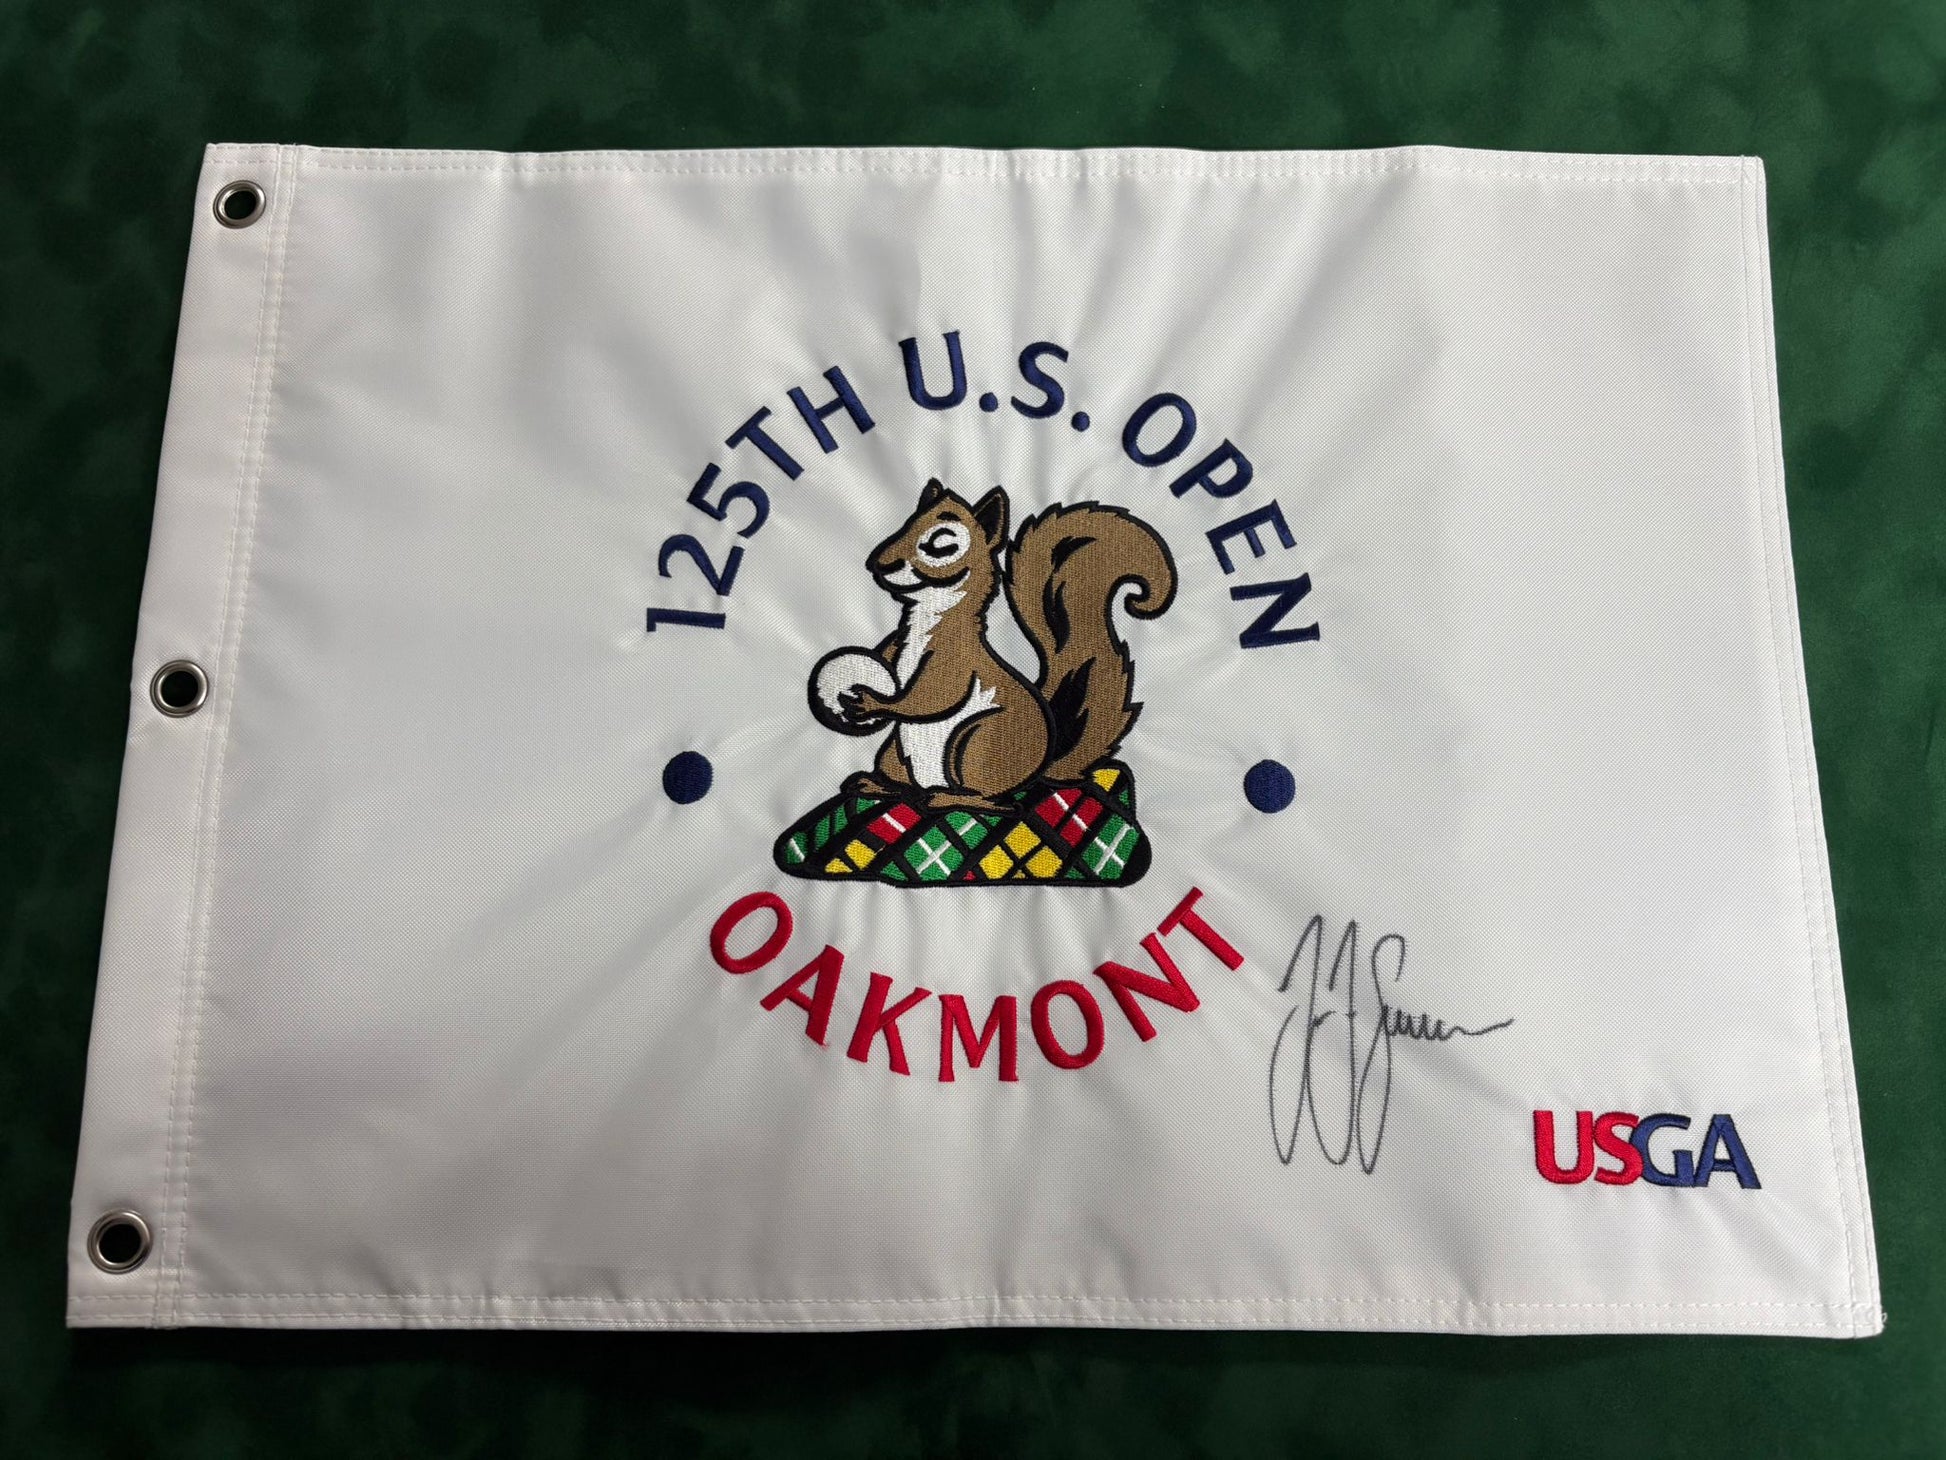 125TH U.S. OPEN
OAKMONT
USGA